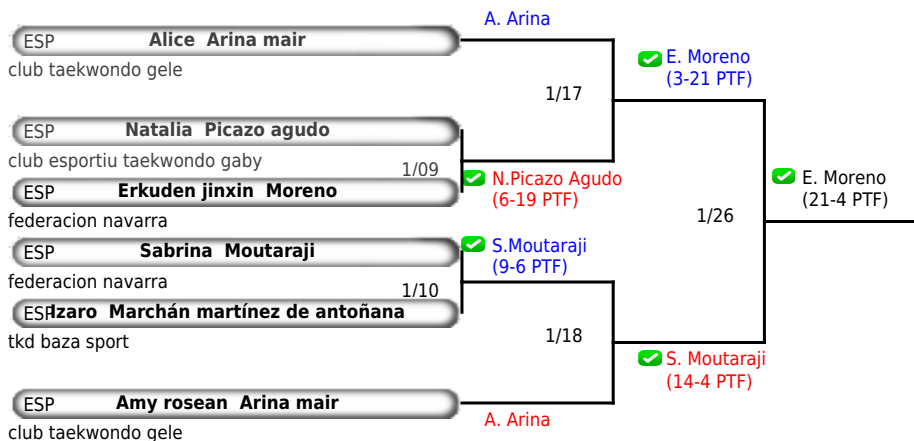 A. Arina
ESP Alice Arina mair
club taekwondo gele
E. Moreno
(3-21 PTF)
1/17
ESP Natalia Picazo agudo
club esportiu taekwondo gaby
1/09
N.Picazo Agudo
(6-19 PTF)
ESP Erkuden jinxin Moreno
federacion navarra
E. Moreno
(21-4 PTF)
1/26
ESP Sabrina Moutaraji
federacion navarra
S.Moutaraji
(9-6 PTF)
1/10
ESP Izaro Marchán martínez de antoñana
tkd baza sport
1/18
S. Moutaraji
(14-4 PTF)
ESP Amy rosean Arina mair
club taekwondo gele
A. Arina